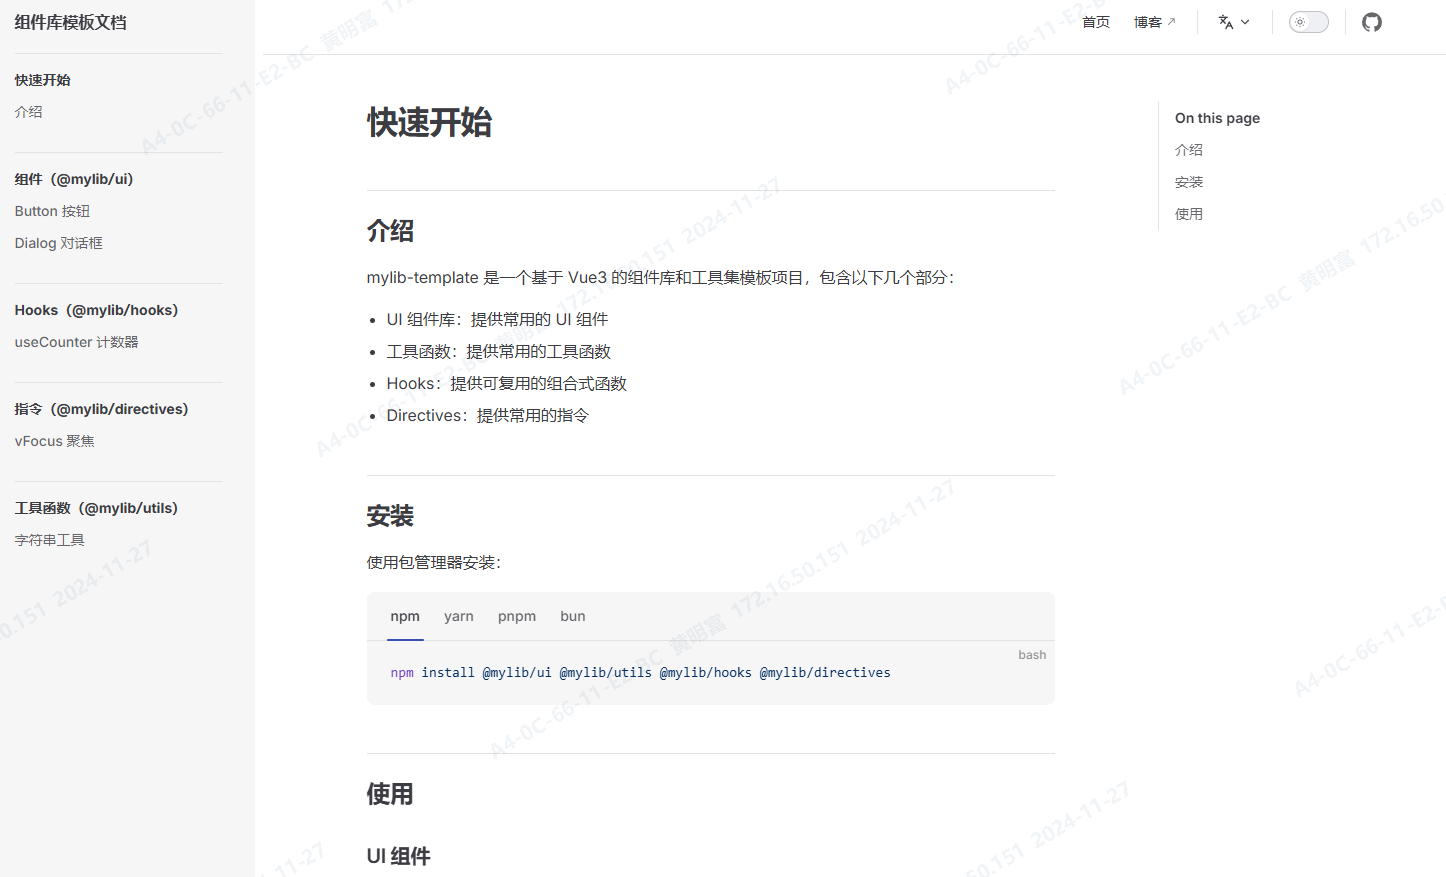 组件库模板文档
首页 博客
快速开始
介绍
组件（@mylib/ui）
Button 按钮
Dialog 对话框
Hooks（@mylib/hooks）
useCounter 计数器
指令（@mylib/directives）
vFocus 聚焦
工具函数（@mylib/utils）
字符串工具
快速开始
介绍
mylib-template 是一个基于 Vue3 的组件库和工具集模板项目，包含以下几个部分：
UI 组件库：提供常用的 UI 组件
工具函数：提供常用的工具函数
Hooks：提供可复用的组合式函数
Directives：提供常用的指令
安装
使用包管理器安装：
npm yarn pnpm bun
bash
npm install @mylib/ui @mylib/utils @mylib/hooks @mylib/directives
使用
UI 组件
On this page
介绍
安装
使用
A4-0C-66-11-E2-BC 黄明富 172.16.50.151 2024-11-27